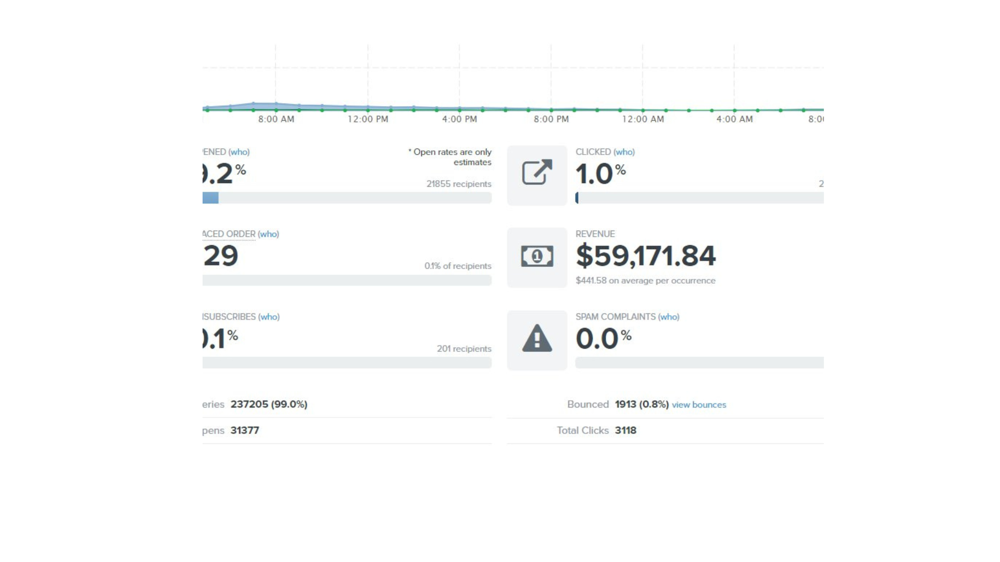 8:00 AM 12:00 PM 4:00 PM 8:00 PM 12:00 AM 4:00 AM 8:0
ENED (who)
* Open rates are only
estimates
.2%
21855 recipients
CLICKED (who)
1.0%
2
ACED ORDER (who)
29
0.1% of recipients
REVENUE
$59,171.84
$441.58 on average per occurrence
SUBSCRIBES (who)
.1%
201 recipients
SPAM COMPLAINTS (who)
0.0%
eries 237205 (99.0%)
Bounced 1913 (0.8%) view bounces
pens 31377
Total Clicks 3118